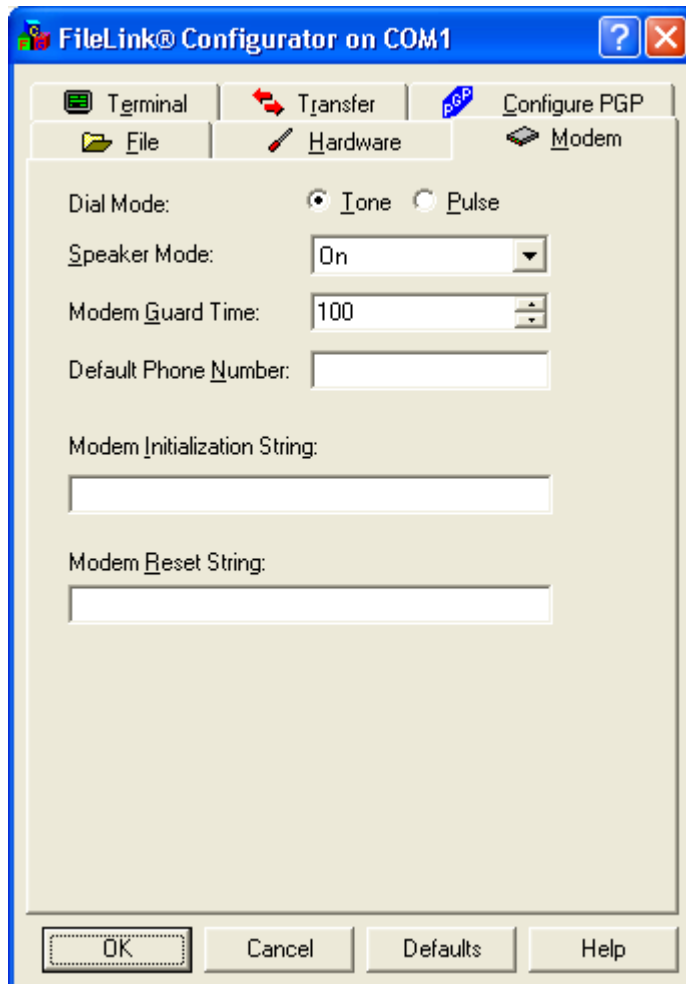 FileLink® Configurator on COM1
Terminal Transfer PGP Configure PGP
File Hardware Modem
Dial Mode: Tone Pulse
Speaker Mode: On
Modem Guard Time: 100
Default Phone Number:
Modem Initialization String:
Modem Reset String:
OK Cancel Defaults Help